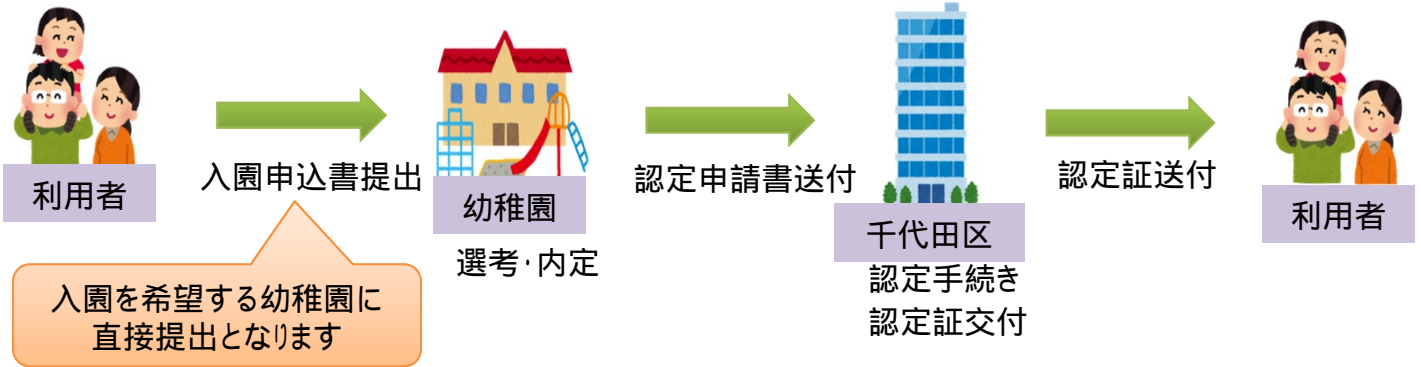 利用者
入園申込書提出
入園を希望する幼稚園に
直接提出となります
幼稚園
選考・内定
認定申請書送付
千代田区
認定手続き
認定証交付
認定証送付
利用者